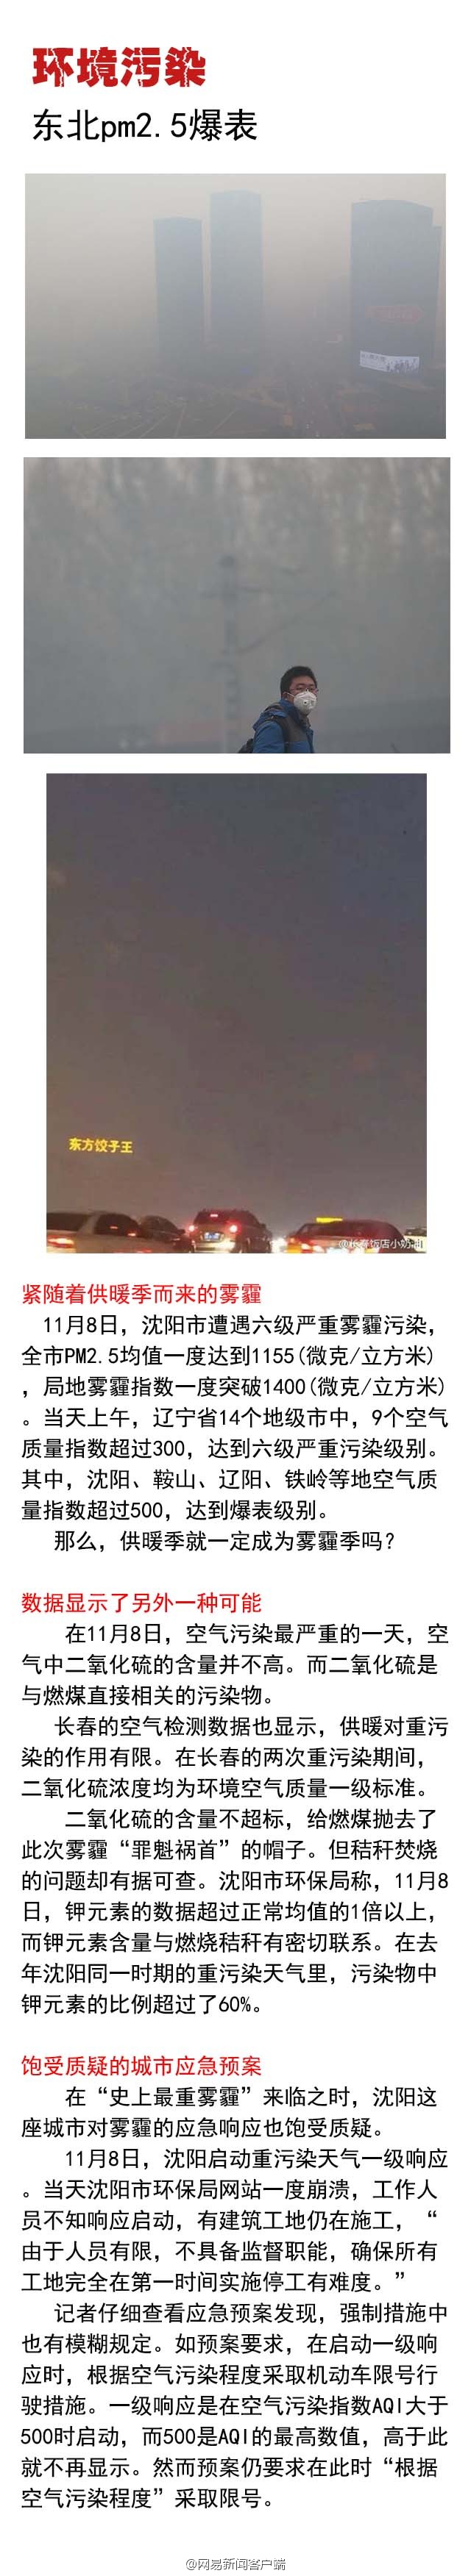 环境污染
东北pm2.5爆表
东方饺子王
@长春饭店小奶油
紧随着供暖季而来的雾霾
11月8日，沈阳市遭遇六级严重雾霾污染，
全市PM2.5均值一度达到1155(微克/立方米)
，局地雾霾指数一度突破1400(微克/立方米)
。当天上午，辽宁省14个地级市中，9个空气
质量指数超过300，达到六级严重污染级别。
其中，沈阳、鞍山、辽阳、铁岭等地空气质
量指数超过500，达到爆表级别。
那么，供暖季就一定成为雾霾季吗？
数据显示了另外一种可能
在11月8日，空气污染最严重的一天，空
气中二氧化硫的含量并不高。而二氧化硫是
与燃煤直接相关的污染物。
长春的空气检测数据也显示，供暖对重污
染的作用有限。在长春的两次重污染期间，
二氧化硫浓度均为环境空气质量一级标准。
二氧化硫的含量不超标，给燃煤抛去了
此次雾霾“罪魁祸首”的帽子。但秸秆焚烧
的问题却有据可查。沈阳市环保局称，11月8
日，钾元素的数据超过正常均值的1倍以上，
而钾元素含量与燃烧秸秆有密切联系。在去
年沈阳同一时期的重污染天气里，污染物中
钾元素的比例超过了60%。
饱受质疑的城市应急预案
在“史上最重雾霾”来临之时，沈阳这
座城市对雾霾的应急响应也饱受质疑。
11月8日，沈阳启动重污染天气一级响应
。当天沈阳市环保局网站一度崩溃，工作人
员不知响应启动，有建筑工地仍在施工，“
由于人员有限，不具备监督职能，确保所有
工地完全在第一时间实施停工有难度。”
记者仔细查看应急预案发现，强制措施中
也有模糊规定。如预案要求，在启动一级响
应时，根据空气污染程度采取机动车限号行
驶措施。一级响应是在空气污染指数AQI大于
500时启动，而500是AQI的最高数值，高于此
就不再显示。然而预案仍要求在此时“根据
空气污染程度”采取限号。
@网易新闻客户端